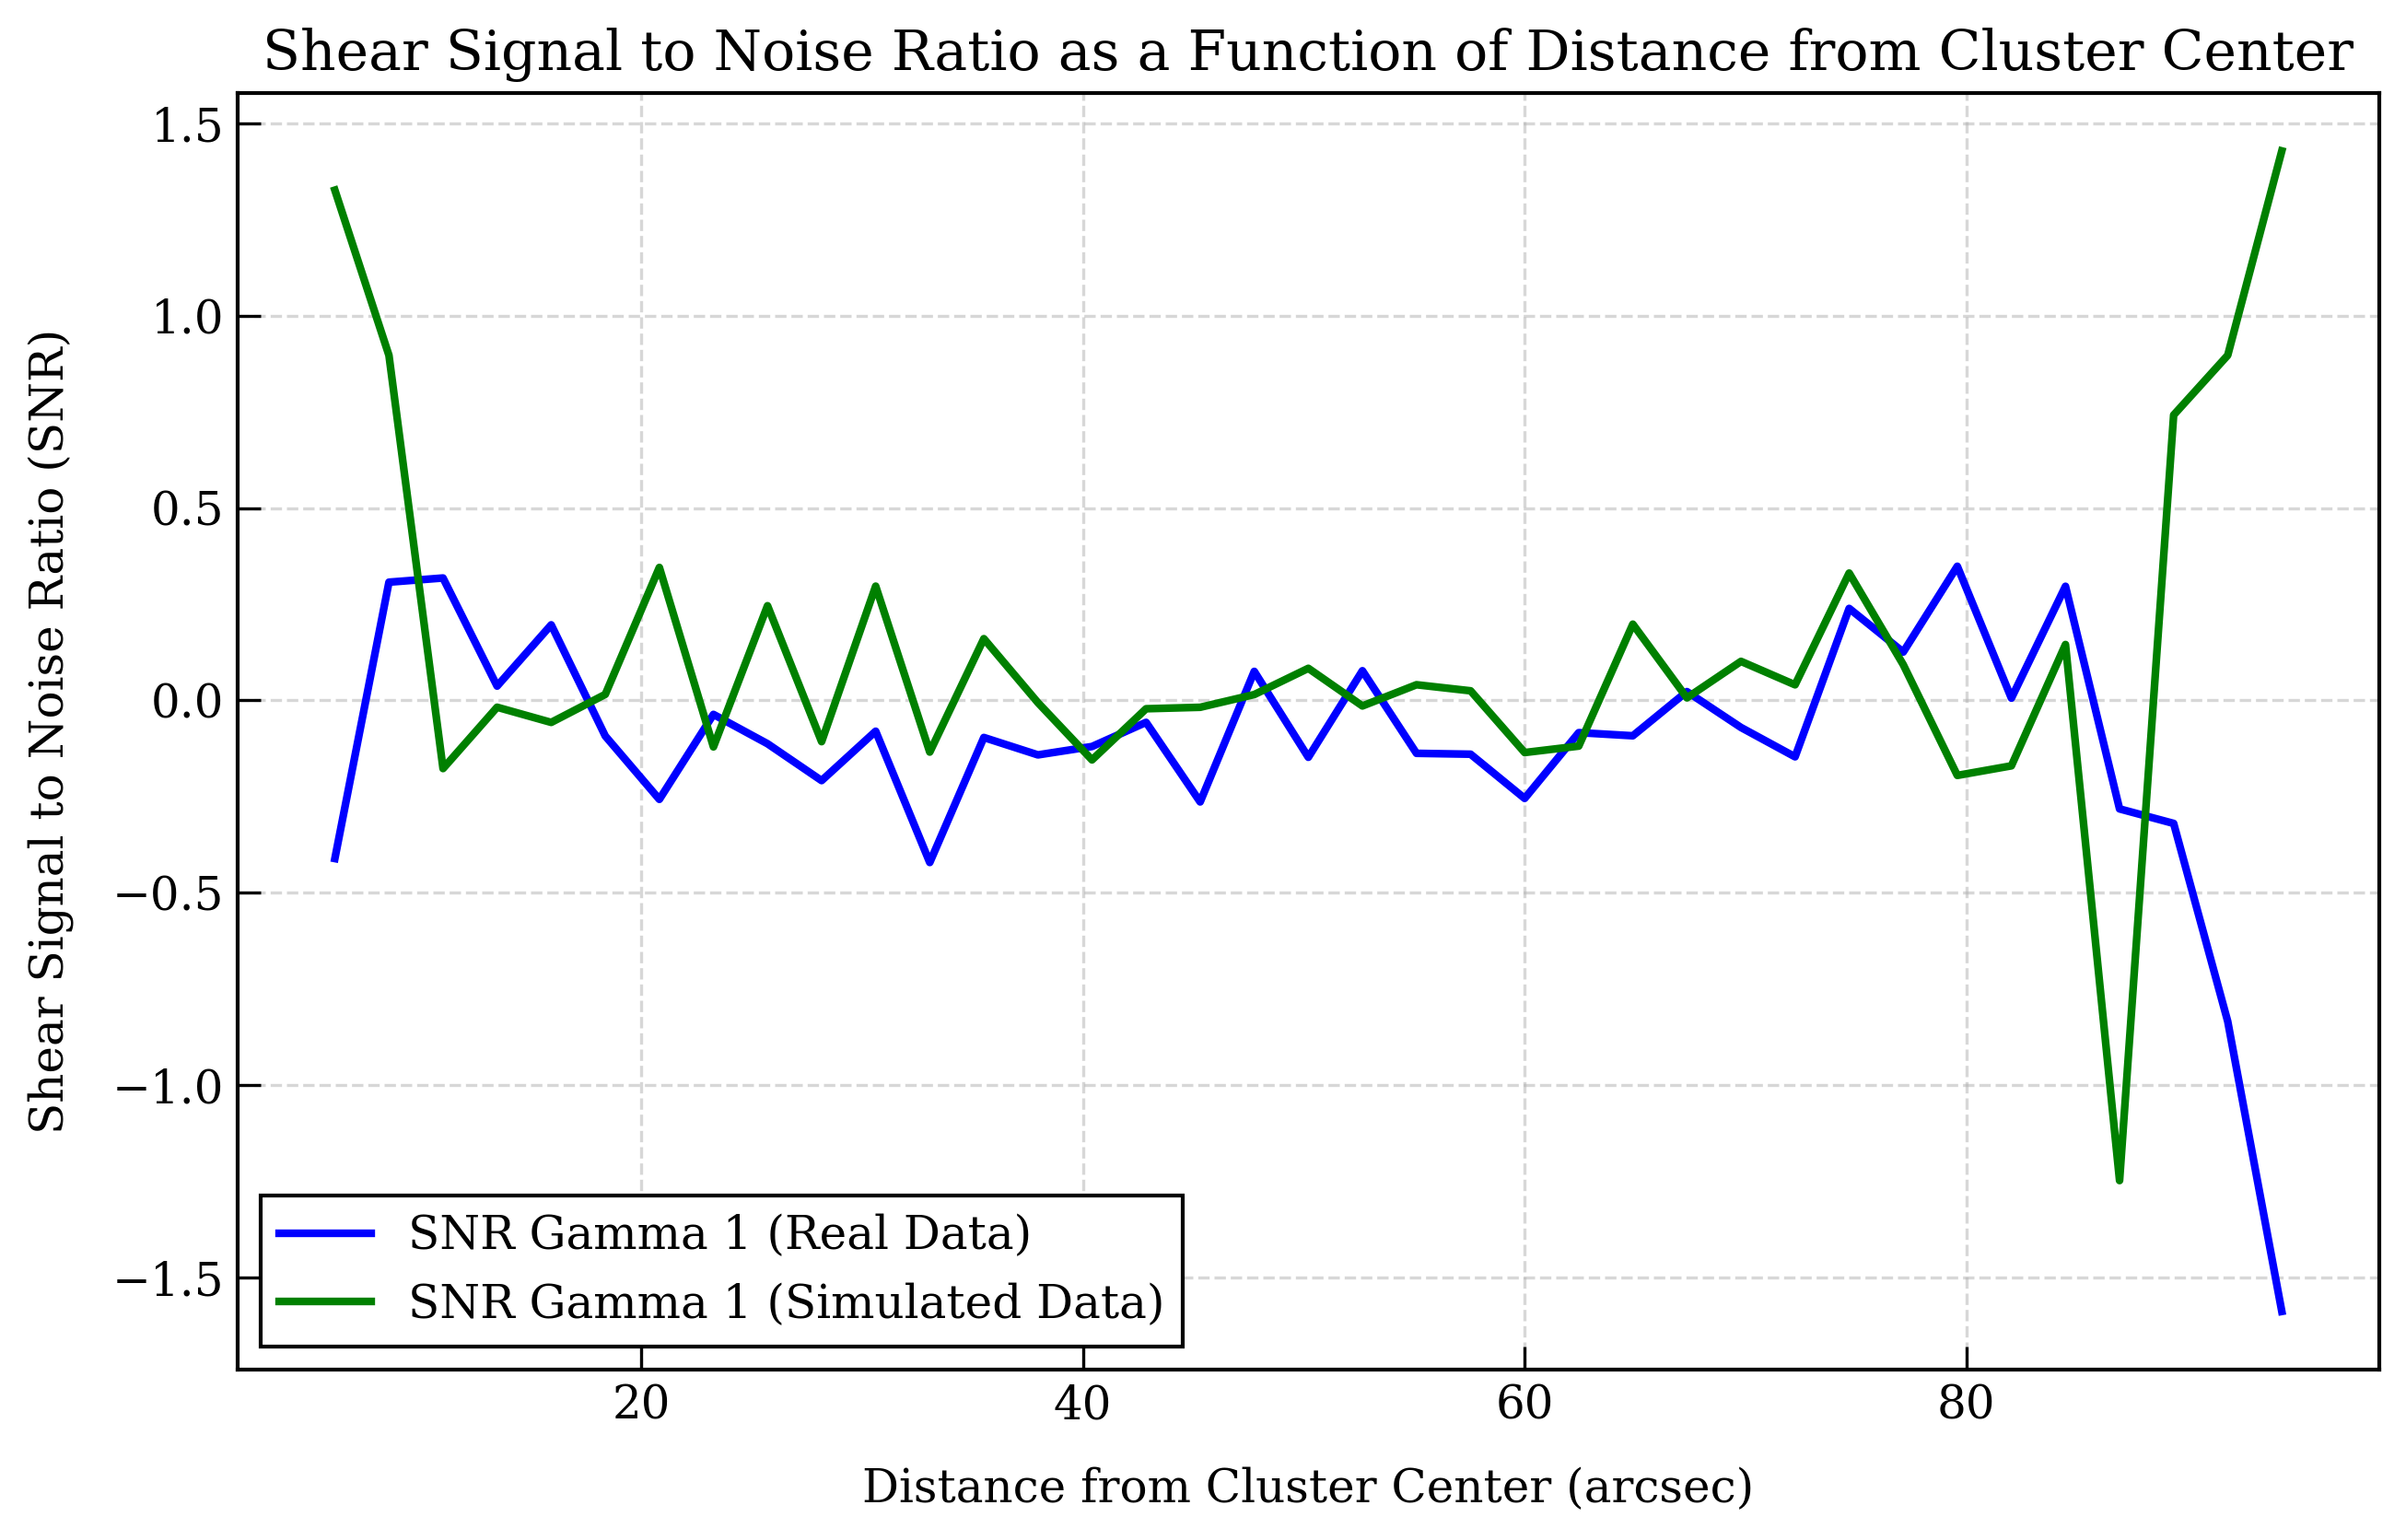 Shear Signal to Noise Ratio as a Function of Distance from Cluster Center
Shear Signal to Noise Ratio (SNR)
1.5
1.0
0.5
0.0
−0.5
−1.0
−1.5
SNR Gamma 1 (Real Data)
SNR Gamma 1 (Simulated Data)
20 40 60 80
Distance from Cluster Center (arcsec)